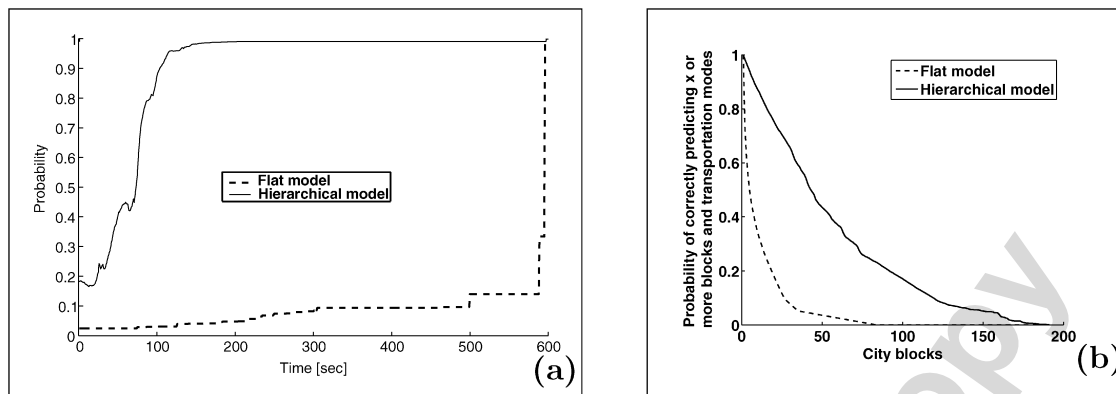 1
0.9
0.8
0.7
0.6
0.5
0.4
0.3
0.2
0.1
0
Probability
Flat model
Hierarchical model
0 100 200 300 400 500 600
Time [sec]
(a)
Probability of correctly predicting x or
more blocks and transportation modes
1
0.8
0.6
0.4
0.2
0
Flat model
Hierarchical model
0 50 100 150 200
City blocks
(b)
opy